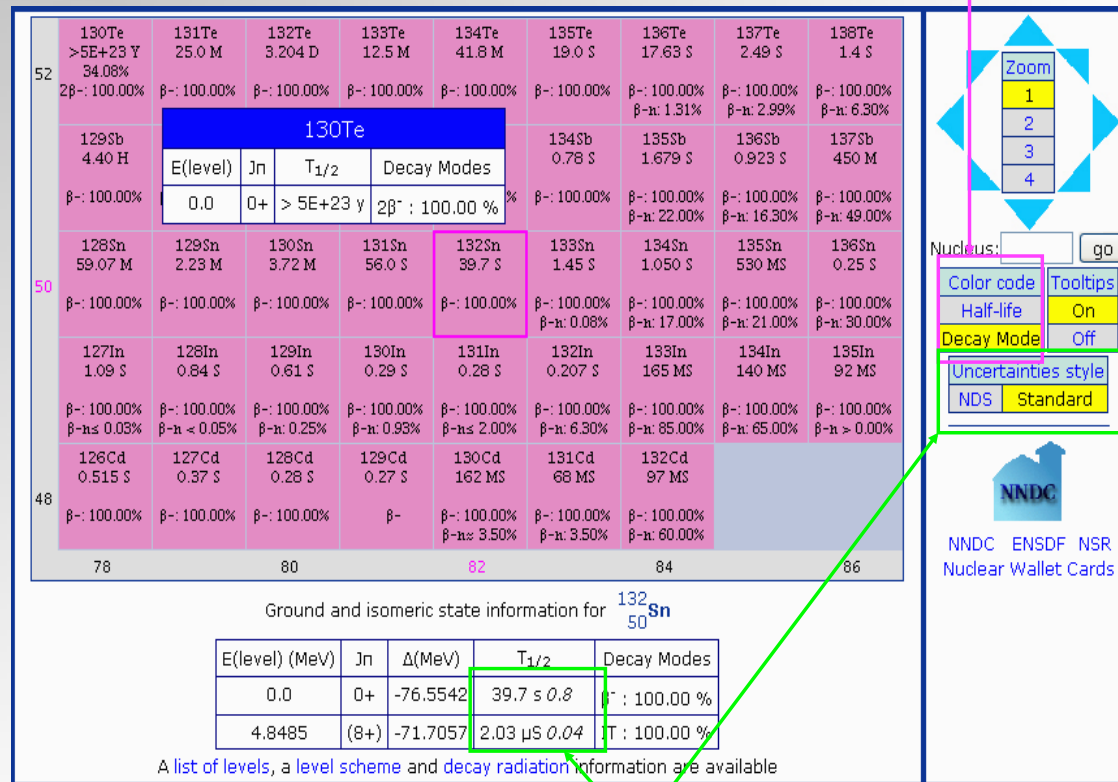 130Te 131Te 132Te 133Te 134Te 135Te 136Te 137Te 138Te
>5E+23 Y 25.0 M 3.204 D 12.5 M 41.8 M 19.0 S 17.63 S 2.49 S 1.4 S
34.08%
52
2β-: 100.00% β-: 100.00% β-: 100.00% β-: 100.00% β-: 100.00% β-: 100.00% β-: 100.00% β-: 100.00% β-: 100.00%
β-n: 1.31% β-n: 2.99% β-n: 6.30%
129Sb 134Sb 135Sb 136Sb 137Sb
4.40 H 0.78 S 1.679 S 0.923 S 450 M
β-: 100.00% % β-: 100.00% β-: 100.00% β-: 100.00% β-: 100.00%
β-n: 22.00% β-n: 16.30% β-n: 49.00%
130Te
E(level) Jπ T1/2 Decay Modes
0.0 0+ > 5E+23 y 2β- : 100.00 %
128Sn 129Sn 130Sn 131Sn 132Sn 133Sn 134Sn 135Sn 136Sn
59.07 M 2.23 M 3.72 M 56.0 S 39.7 S 1.45 S 1.050 S 530 MS 0.25 S
50
β-: 100.00% β-: 100.00% β-: 100.00% β-: 100.00% β-: 100.00% β-: 100.00% β-: 100.00% β-: 100.00% β-: 100.00%
β-n: 0.08% β-n: 17.00% β-n: 21.00% β-n: 30.00%
127In 128In 129In 130In 131In 132In 133In 134In 135In
1.09 S 0.84 S 0.61 S 0.29 S 0.28 S 0.207 S 165 MS 140 MS 92 MS
β-: 100.00% β-: 100.00% β-: 100.00% β-: 100.00% β-: 100.00% β-: 100.00% β-: 100.00% β-: 100.00% β-: 100.00%
β-n≤ 0.03% β-n < 0.05% β-n: 0.25% β-n: 0.93% β-n≤ 2.00% β-n: 6.30% β-n: 85.00% β-n: 65.00% β-n > 0.00%
126Cd 127Cd 128Cd 129Cd 130Cd 131Cd 132Cd
0.515 S 0.37 S 0.28 S 0.27 S 162 MS 68 MS 97 MS
48
β-: 100.00% β-: 100.00% β-: 100.00% β- β-: 100.00% β-: 100.00% β-: 100.00%
β-n≈ 3.50% β-n: 3.50% β-n: 60.00%
78 80 82 84 86
Ground and isomeric state information for 132 50 Sn
E(level) (MeV) Jπ Δ(MeV) T1/2 Decay Modes
0.0 0+ -76.5542 39.7 s 0.8 β- : 100.00 %
4.8485 (8+) -71.7057 2.03 μS 0.04 IT : 100.00 %
A list of levels, a level scheme and decay radiation information are available
Zoom
1
2
3
4
Nucleus: go
Color code Tooltips
Half-life On
Decay Mode Off
Uncertainties style
NDS Standard
NNDC
NNDC ENSDF NSR
Nuclear Wallet Cards